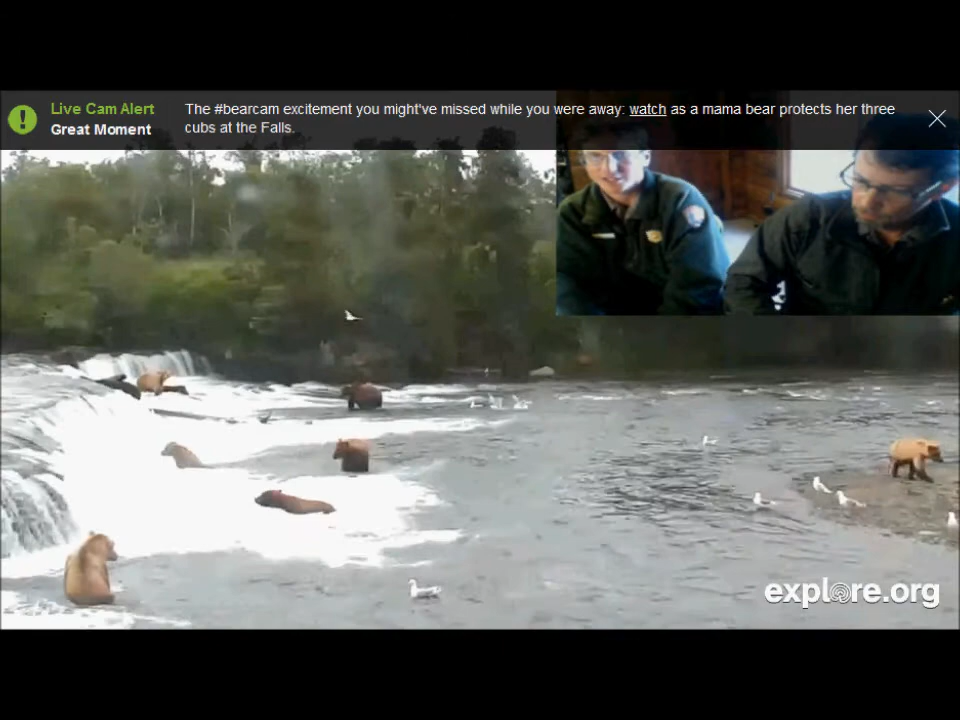 Live Cam Alert
Great Moment
The #bearcam excitement you might've missed while you were away: watch as a mama bear protects her three
cubs at the Falls.
explore.org